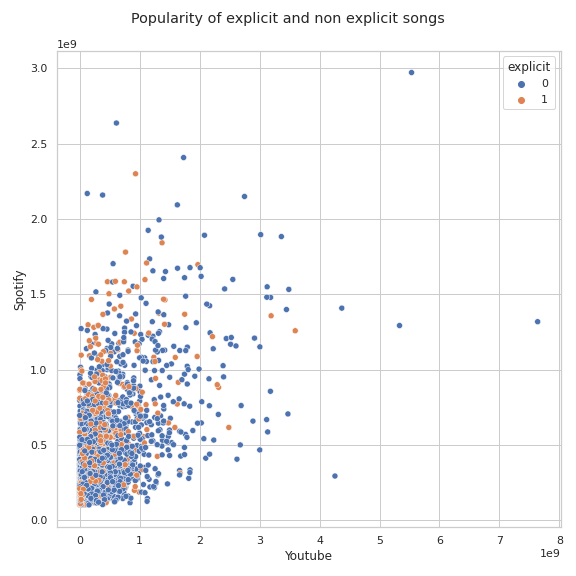 Popularity of explicit and non explicit songs
1e9
3.0
2.5
2.0
1.5
1.0
0.5
0.0
Spotify
explicit
0
1
0 1 2 3 4 5 6 7 8
Youtube
1e9